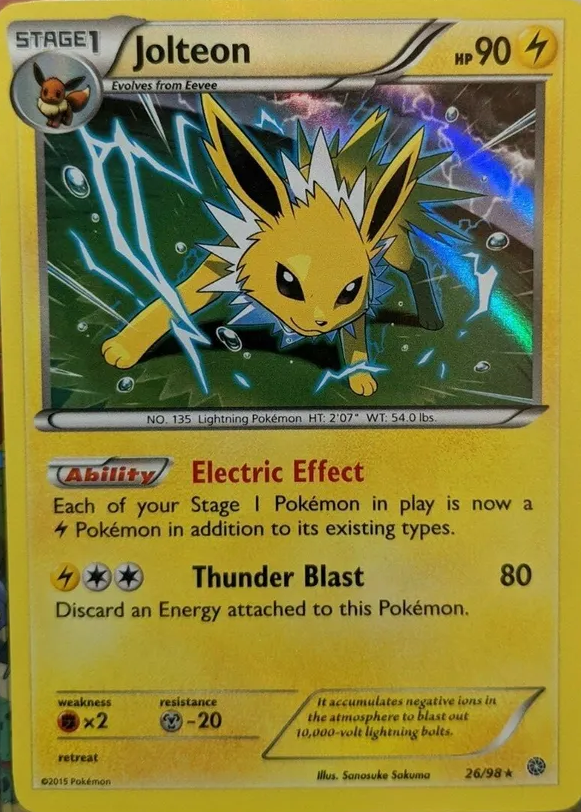 STAGE1 Jolteon HP 90
Evolves from Eevee
NO. 135 Lightning Pokémon HT: 2'07" WT: 54.0 lbs.
Ability Electric Effect
Each of your Stage 1 Pokémon in play is now a
Pokémon in addition to its existing types.
Thunder Blast 80
Discard an Energy attached to this Pokémon.
weakness resistance
×2 -20
It accumulates negative ions in
the atmosphere to blast out
10,000-volt lightning bolts.
retreat
©2015 Pokémon Illus. Sanosuke Sakuma 26/98★